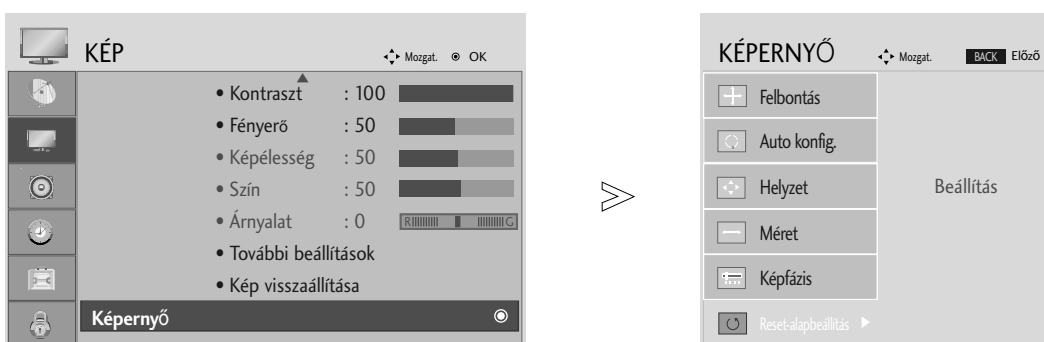 KÉP Mozgat. OK
• Kontraszt : 100
• Fényerő : 50
• Képélesség : 50
• Szín : 50
• Árnyalat : 0 R G
• További beállítások
• Kép visszaállítása
Képernyő
KÉPERNYŐ Mozgat. BACK Előző
Felbontás
Auto konfig.
Helyzet
Méret
Képfázis
Reset-alapbeállítás
Beállítás